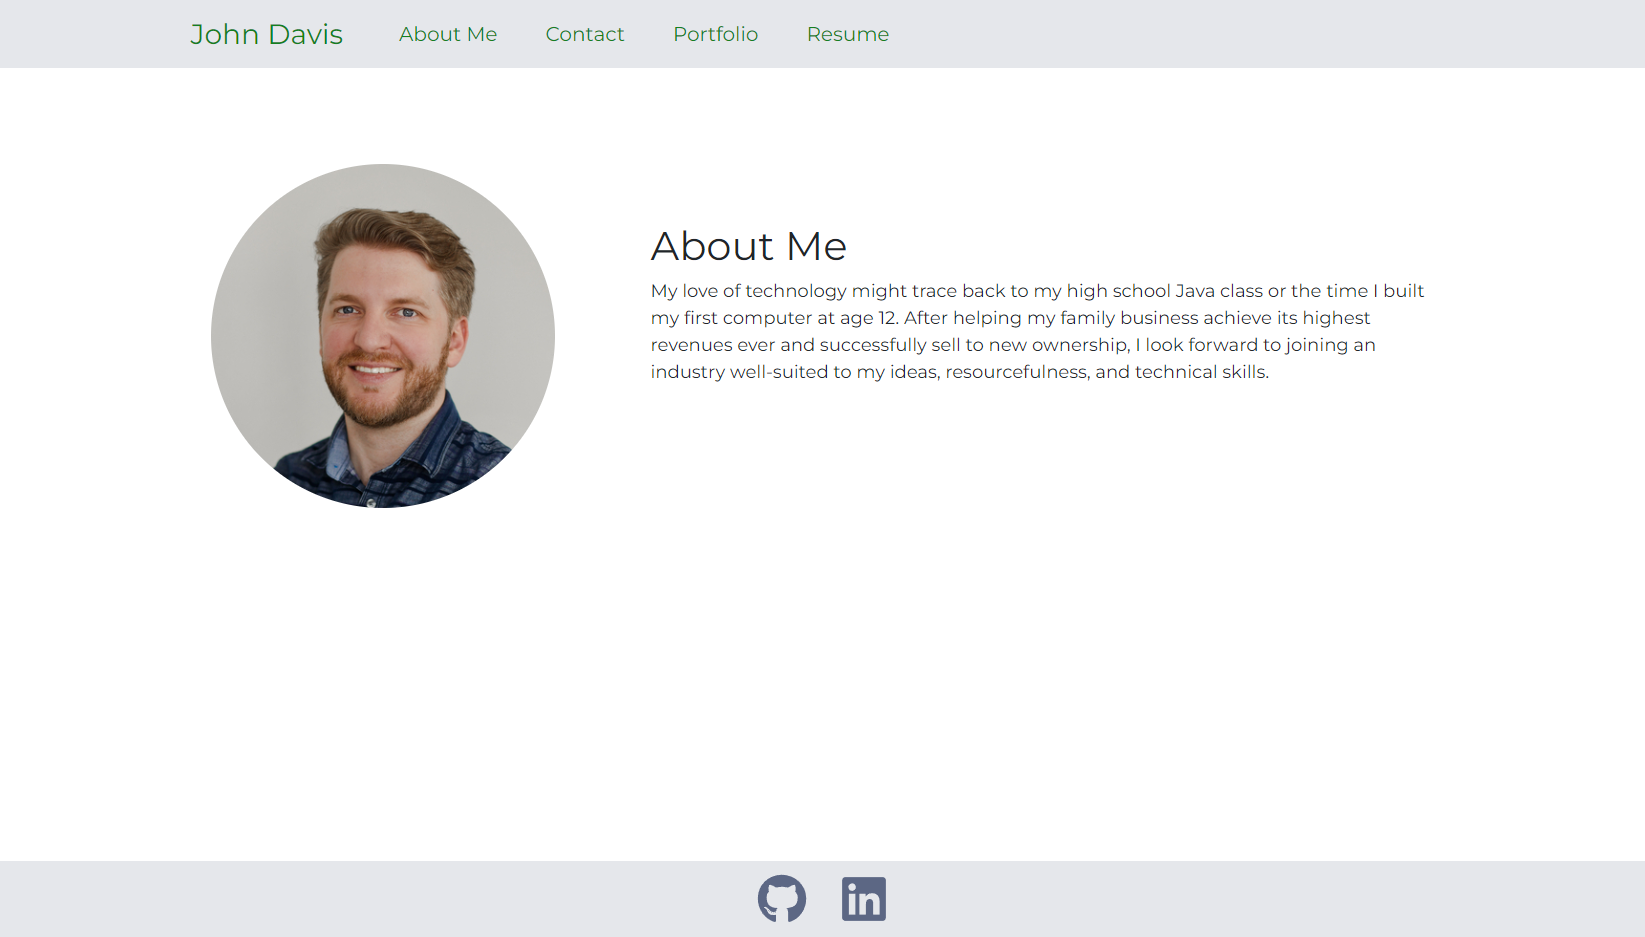 John Davis About Me Contact Portfolio Resume
About Me
My love of technology might trace back to my high school Java class or the time I built
my first computer at age 12. After helping my family business achieve its highest
revenues ever and successfully sell to new ownership, I look forward to joining an
industry well-suited to my ideas, resourcefulness, and technical skills.
in